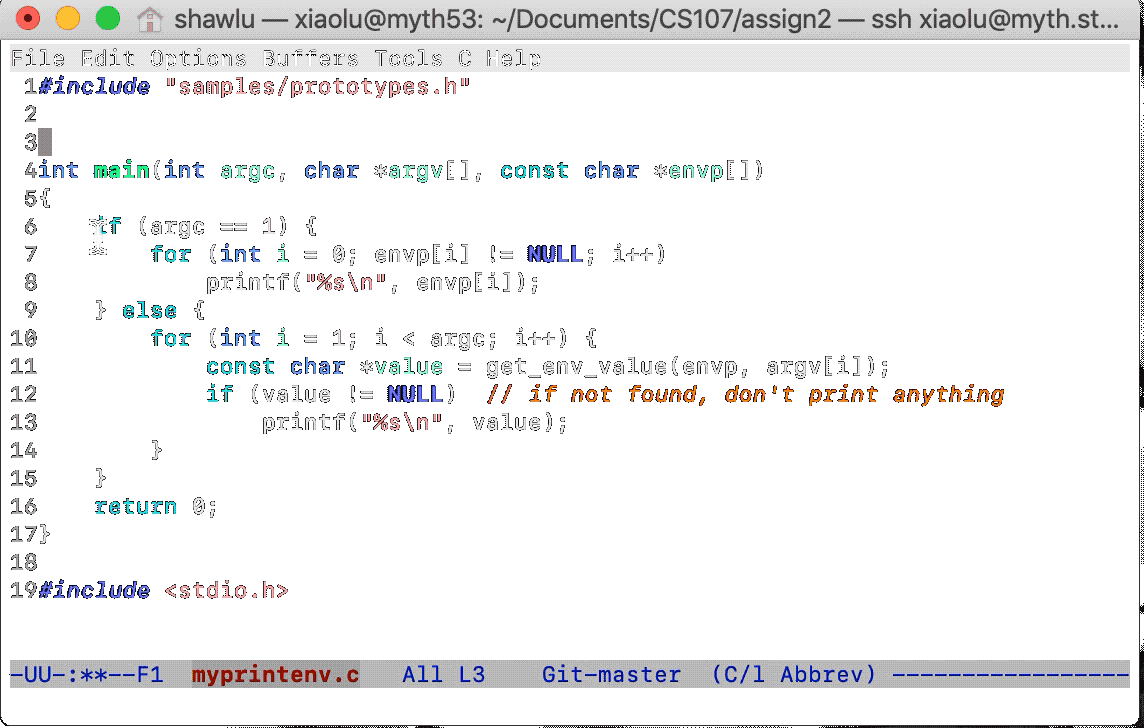 shawlu — xiaolu@myth53: ~/Documents/CS107/assign2 — ssh xiaolu@myth.st...
File Edit Options Buffers Tools C Help
1#include "samples/prototypes.h"
2
3
4int main(int argc, char *argv[], const char *envp[])
5{
6    if (argc == 1) {
7        for (int i = 0; envp[i] != NULL; i++)
8            printf("%s\n", envp[i]);
9    } else {
10        for (int i = 1; i < argc; i++) {
11            const char *value = get_env_value(envp, argv[i]);
12            if (value != NULL)  // if not found, don't print anything
13                printf("%s\n", value);
14        }
15    }
16    return 0;
17}
18
19#include <stdio.h>
-UU-:**--F1  myprintenv.c   All L3    Git-master  (C/l Abbrev) -----------------